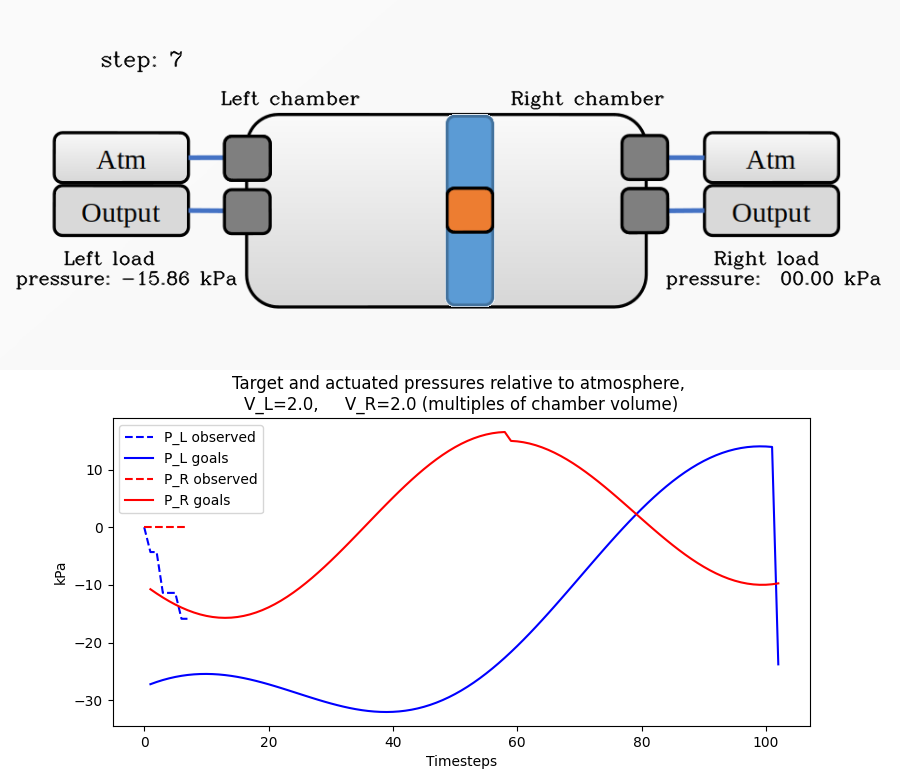 step: 7
Left chamber
Right chamber
Atm
Atm
Output
Output
Left load
pressure: −15.86 kPa
Right load
pressure: 00.00 kPa
Target and actuated pressures relative to atmosphere,
V_L=2.0, V_R=2.0 (multiples of chamber volume)
P_L observed
P_L goals
P_R observed
P_R goals
10
0
−10
−20
−30
kPa
0 20 40 60 80 100
Timesteps